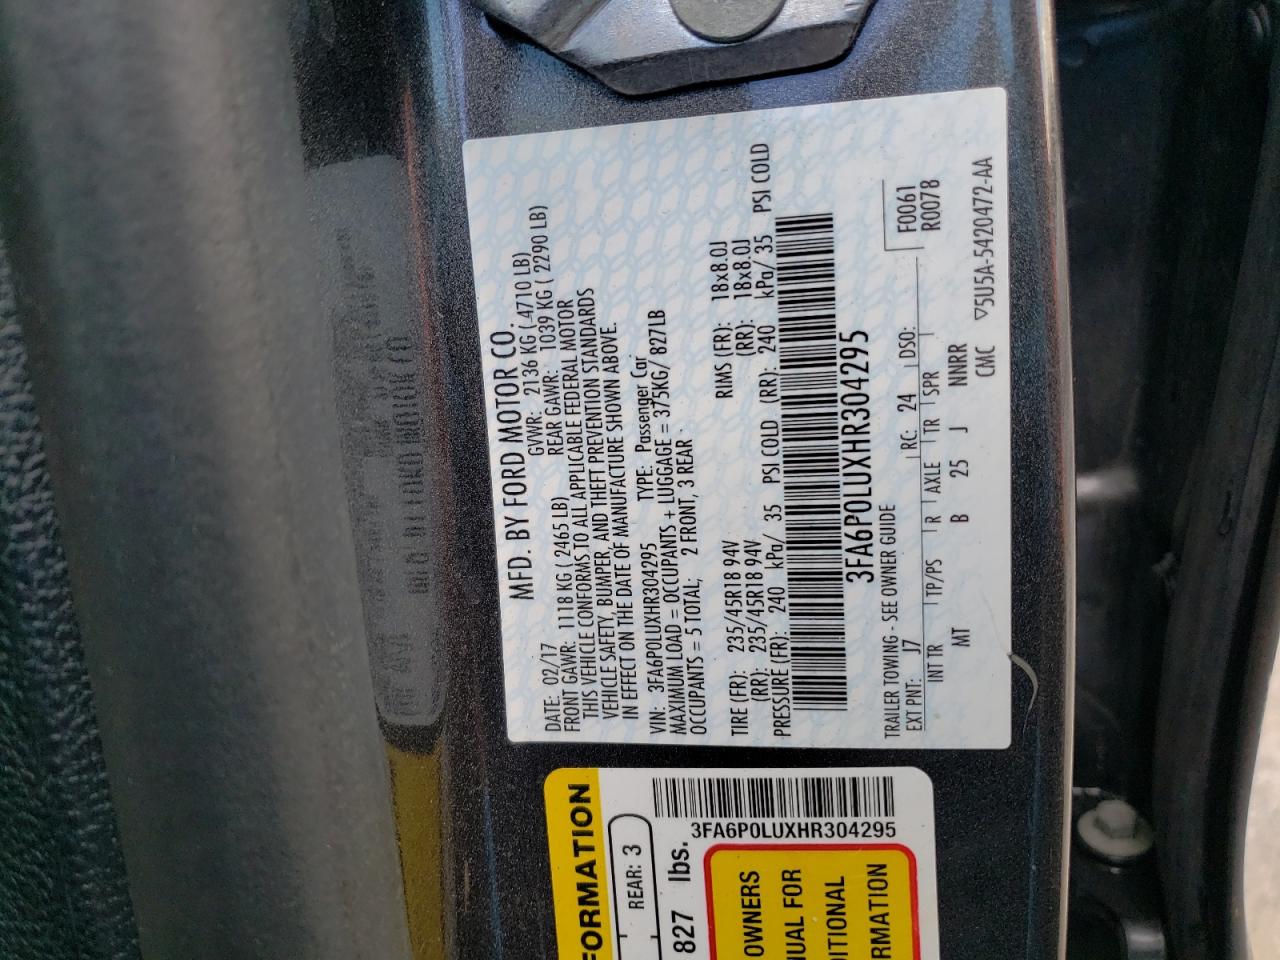 MFD. BY FORD MOTOR CO.
DATE: 02/17 GVWR: 2136 KG ( 4710 LB)
FRONT GAWR: 1118 KG ( 2465 LB) REAR GAWR: 1039 KG ( 2290 LB)
THIS VEHICLE CONFORMS TO ALL APPLICABLE FEDERAL MOTOR
VEHICLE SAFETY, BUMPER, AND THEFT PREVENTION STANDARDS
IN EFFECT ON THE DATE OF MANUFACTURE SHOWN ABOVE.
VIN: 3FA6P0LUXHR304295 TYPE: Passenger Car
MAXIMUM LOAD = OCCUPANTS + LUGGAGE = 375KG/ 827LB
OCCUPANTS = 5 TOTAL; 2 FRONT, 3 REAR
TIRE (FR): 235/45R18 94V RIMS (FR): 18x8.0J
(RR): 235/45R18 94V (RR): 18x8.0J
PRESSURE (FR): 240 kPa/ 35 PSI COLD (RR): 240 kPa/ 35 PSI COLD
3FA6P0LUXHR304295
TRAILER TOWING - SEE OWNER GUIDE F0061
EXT PNT: J7 RC: 24 DSO: R0078
INT TR TP/PS R AXLE TR SPR
MT B 25 J NNRR
CMC ▽5U5A-5420472-AA
FORMATION
REAR: 3
827 lbs.
3FA6P0LUXHR304295
OWNERS
NUAL FOR
DITIONAL
RMATION